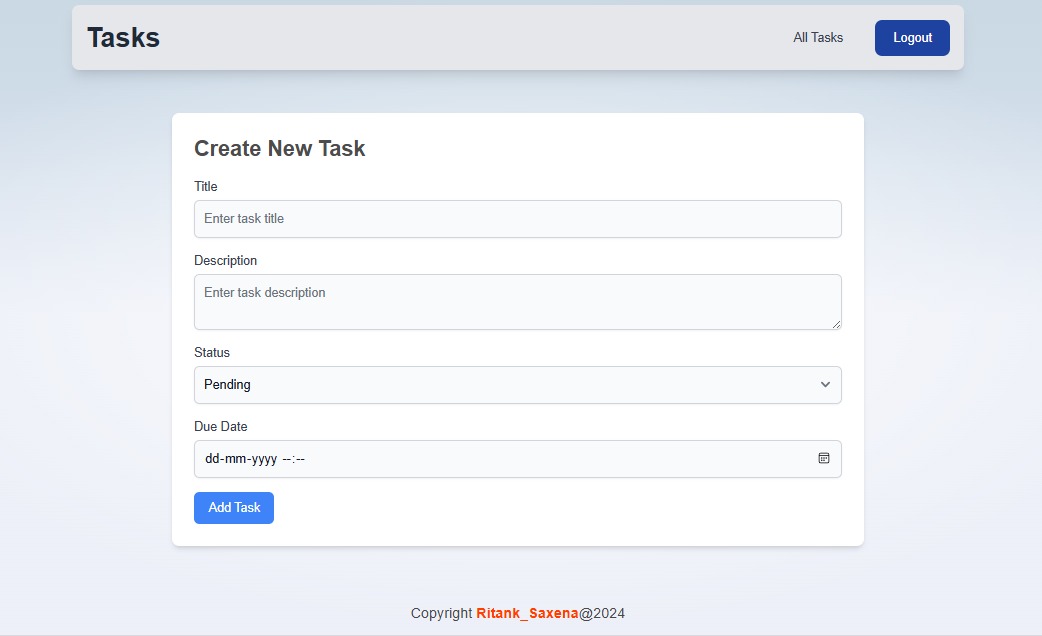 Tasks
All Tasks
Logout
Create New Task
Title
Enter task title
Description
Enter task description
Status
Pending
Due Date
dd-mm-yyyy --:--
Add Task
Copyright Ritank_Saxena@2024